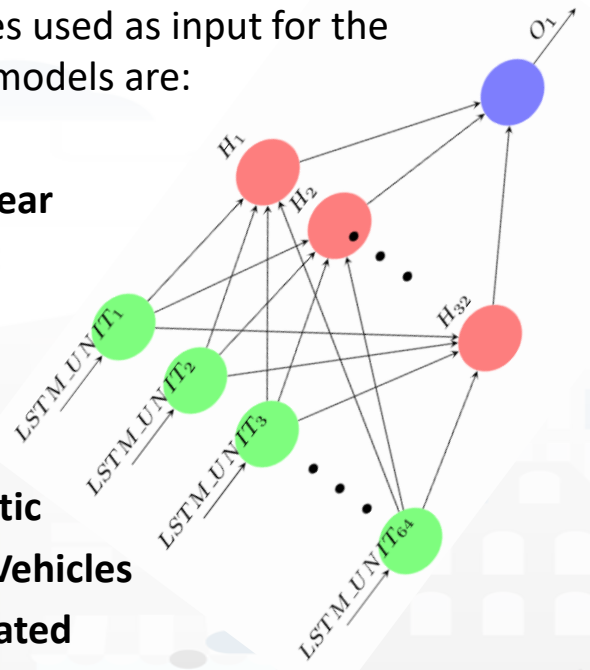 es used as input for the
models are:
ear
tic
Vehicles
ated
O₁
H₁
H₂
H₃₂
LSTM_UNIT₁
LSTM_UNIT₂
LSTM_UNIT₃
LSTM_UNIT₆₄